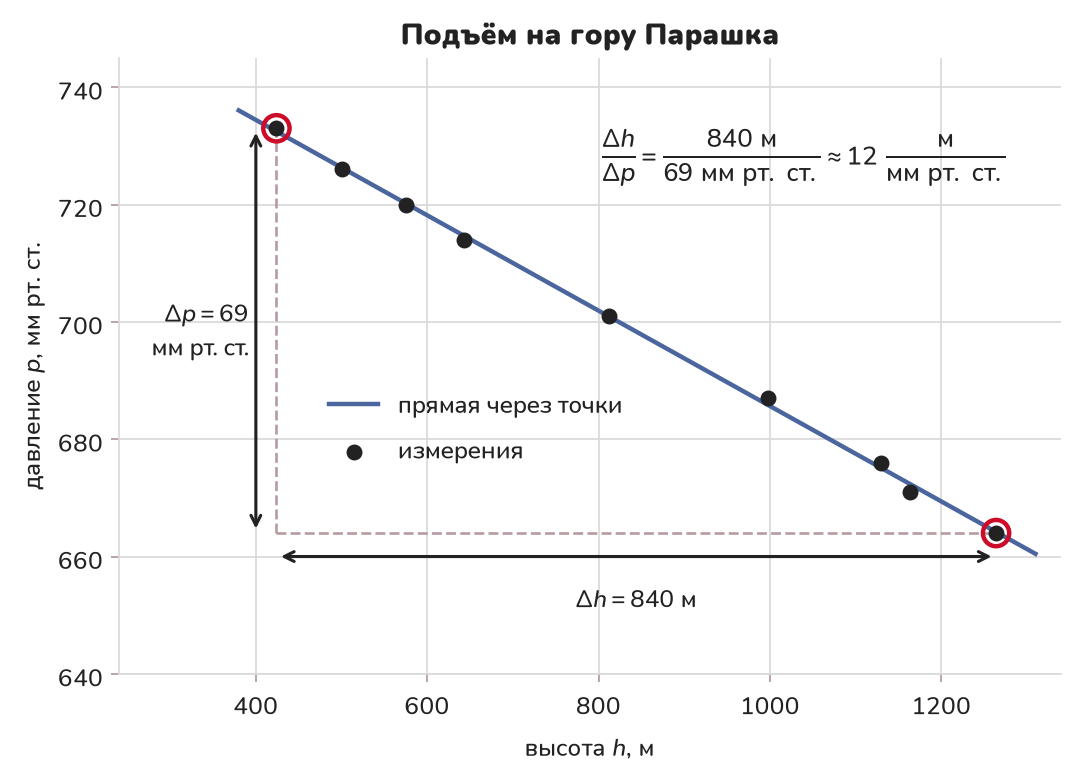 Подъём на гору Парашка
740
720
700
680
660
640
давление p, мм рт. ст.
Δh/Δp = 840 м/69 мм рт. ст. ≈ 12 м/мм рт. ст.
Δp = 69
мм рт. ст.
прямая через точки
измерения
Δh = 840 м
400 600 800 1000 1200
высота h, м